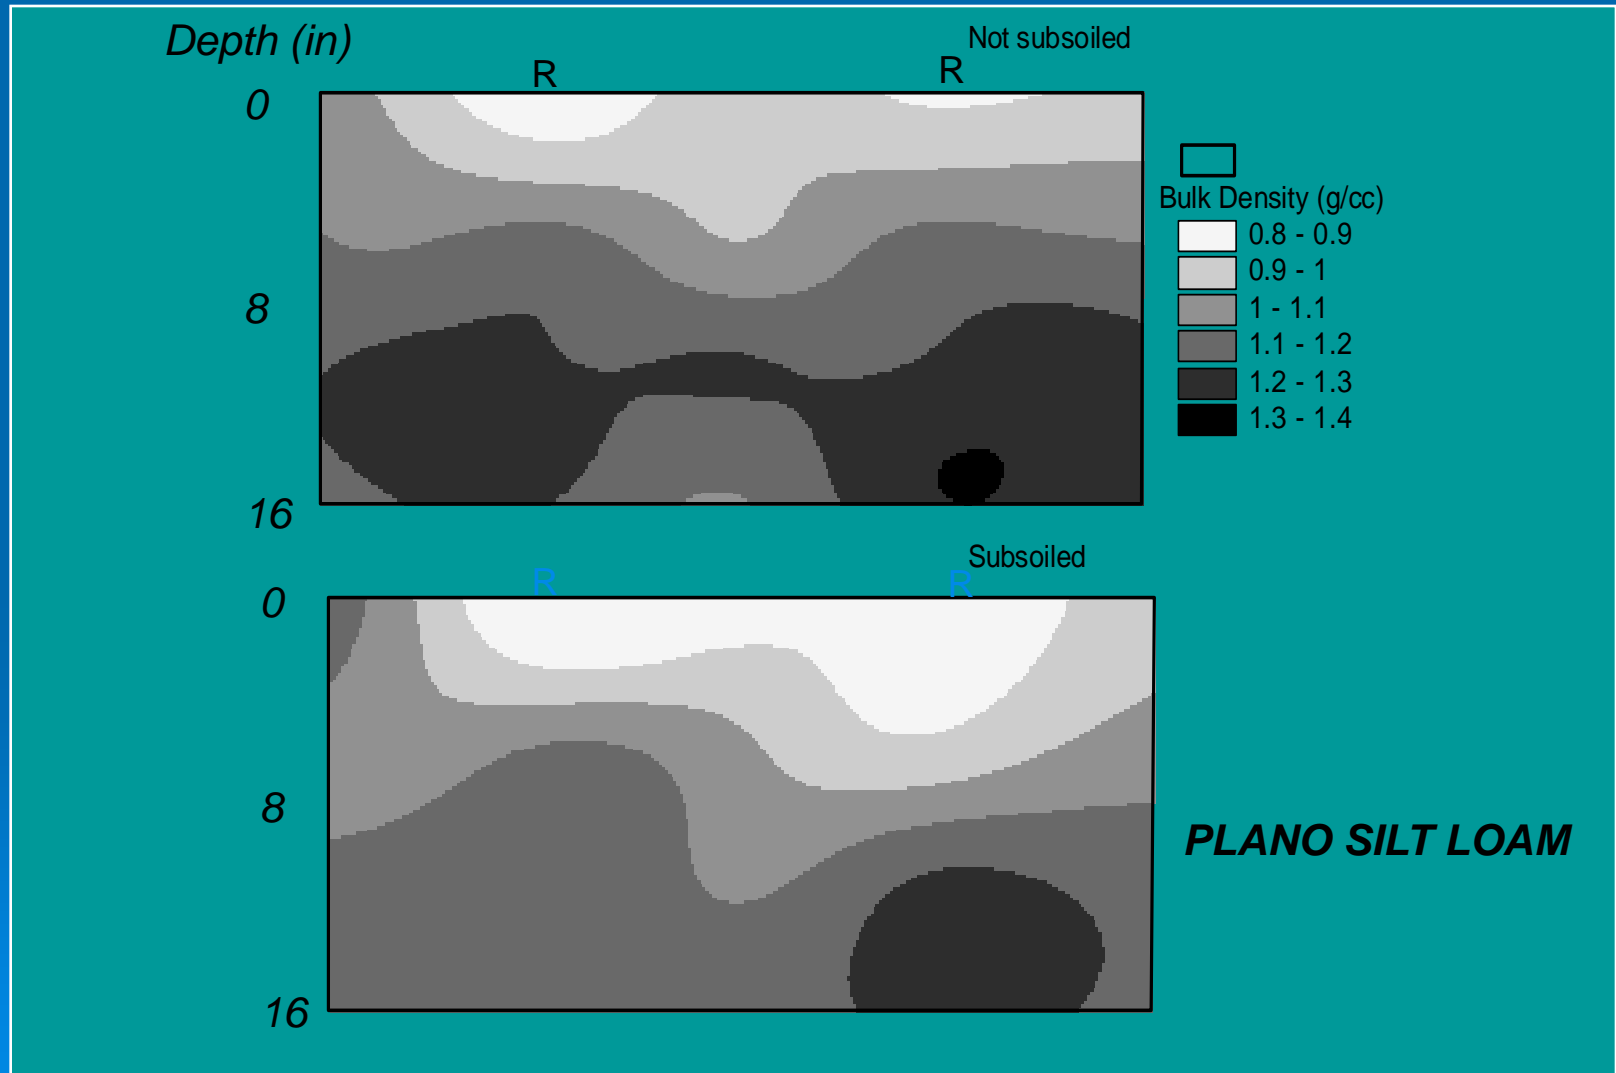 Depth (in)
Not subsoiled
R
R
0
8
16
Bulk Density (g/cc)
0.8 - 0.9
0.9 - 1
1 - 1.1
1.1 - 1.2
1.2 - 1.3
1.3 - 1.4
Subsoiled
R
R
0
8
16
PLANO SILT LOAM